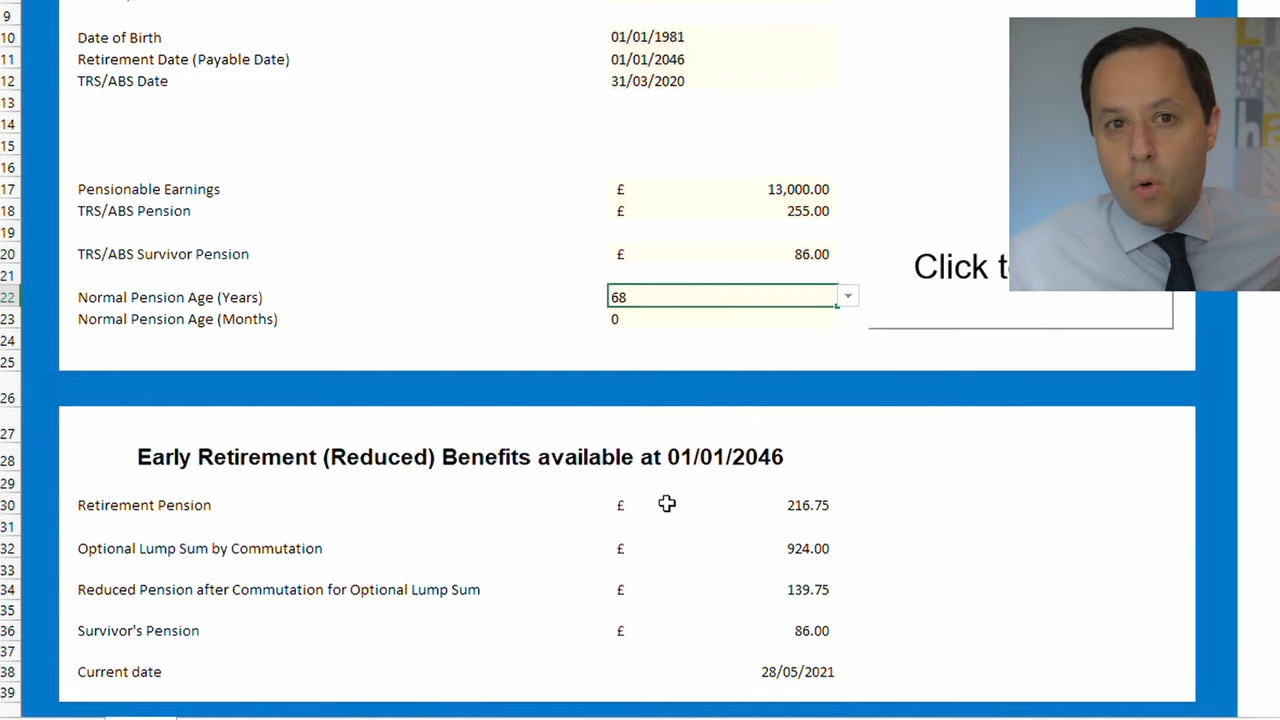 9
10 Date of Birth 01/01/1981
11 Retirement Date (Payable Date) 01/01/2046
12 TRS/ABS Date 31/03/2020
13
14
15
16
17 Pensionable Earnings £ 13,000.00
18 TRS/ABS Pension £ 255.00
19
20 TRS/ABS Survivor Pension £ 86.00
21 Click t
22 Normal Pension Age (Years) 68
23 Normal Pension Age (Months) 0
24
25
26
27
28 Early Retirement (Reduced) Benefits available at 01/01/2046
29
30 Retirement Pension £ 216.75
31
32 Optional Lump Sum by Commutation £ 924.00
33
34 Reduced Pension after Commutation for Optional Lump Sum £ 139.75
35
36 Survivor's Pension £ 86.00
37
38 Current date 28/05/2021
39